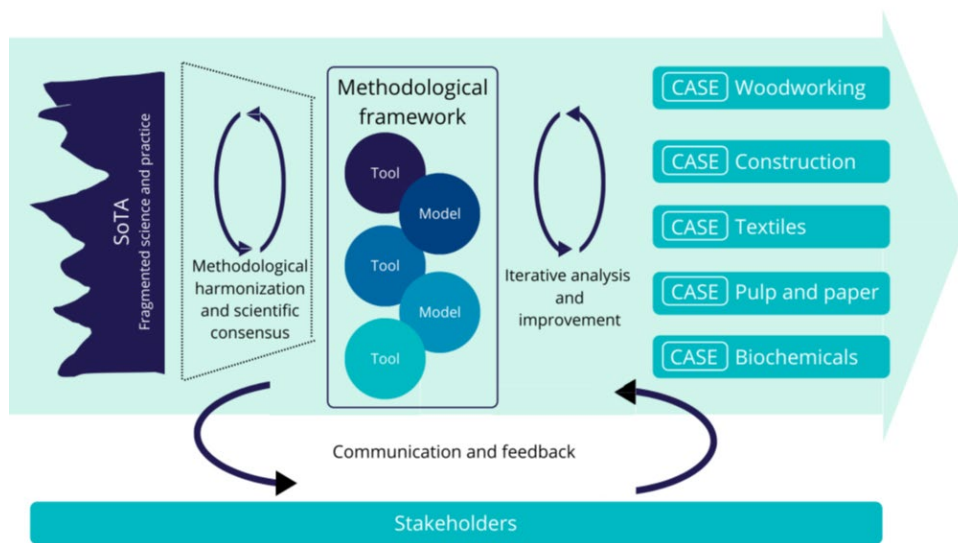 SoTA
Fragmented science and practice
Methodological
harmonization
and scientific
consensus
Methodological
framework
Tool
Model
Tool
Model
Tool
Iterative analysis
and
improvement
CASE Woodworking
CASE Construction
CASE Textiles
CASE Pulp and paper
CASE Biochemicals
Communication and feedback
Stakeholders